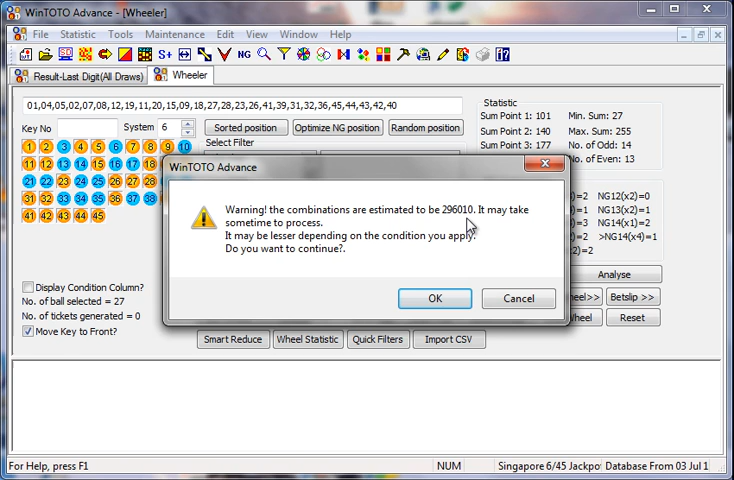 WinTOTO Advance - [Wheeler]
File Statistic Tools Maintenance Edit View Window Help
S+ NG
Result-Last Digit(All Draws) Wheeler
01,04,05,02,07,08,12,19,11,20,15,09,18,27,28,23,26,41,39,31,32,36,45,44,43,42,40
Key No System 6
Sorted position Optimize NG position Random position
Select Filter
1 2 3 4 5 6 7 8 9 10
11 12 13 14 15 16 17 18
21 22 23 24 25 26 27 28
31 32 33 34 35 36 37 38
41 42 43 44 45
Statistic
Sum Point 1: 101 Min. Sum: 27
Sum Point 2: 140 Max. Sum: 255
Sum Point 3: 177 No. of Odd: 14
No. of Even: 13
)=2 NG12(x2)=0
)=1 NG13(x2)=1
)=3 NG14(x2)=1
)=2 >NG14(x4)=1
)=2
Analyse
heel>> Betslip >>
Wheel Reset
WinTOTO Advance
Warning! the combinations are estimated to be 296010. It may take
sometime to process.
It may be lesser depending on the condition you apply.
Do you want to continue?.
OK Cancel
Display Condition Column?
No. of ball selected = 27
No. of tickets generated = 0
Move Key to Front?
Smart Reduce Wheel Statistic Quick Filters Import CSV
For Help, press F1 NUM Singapore 6/45 Jackpo Database From 03 Jul 1